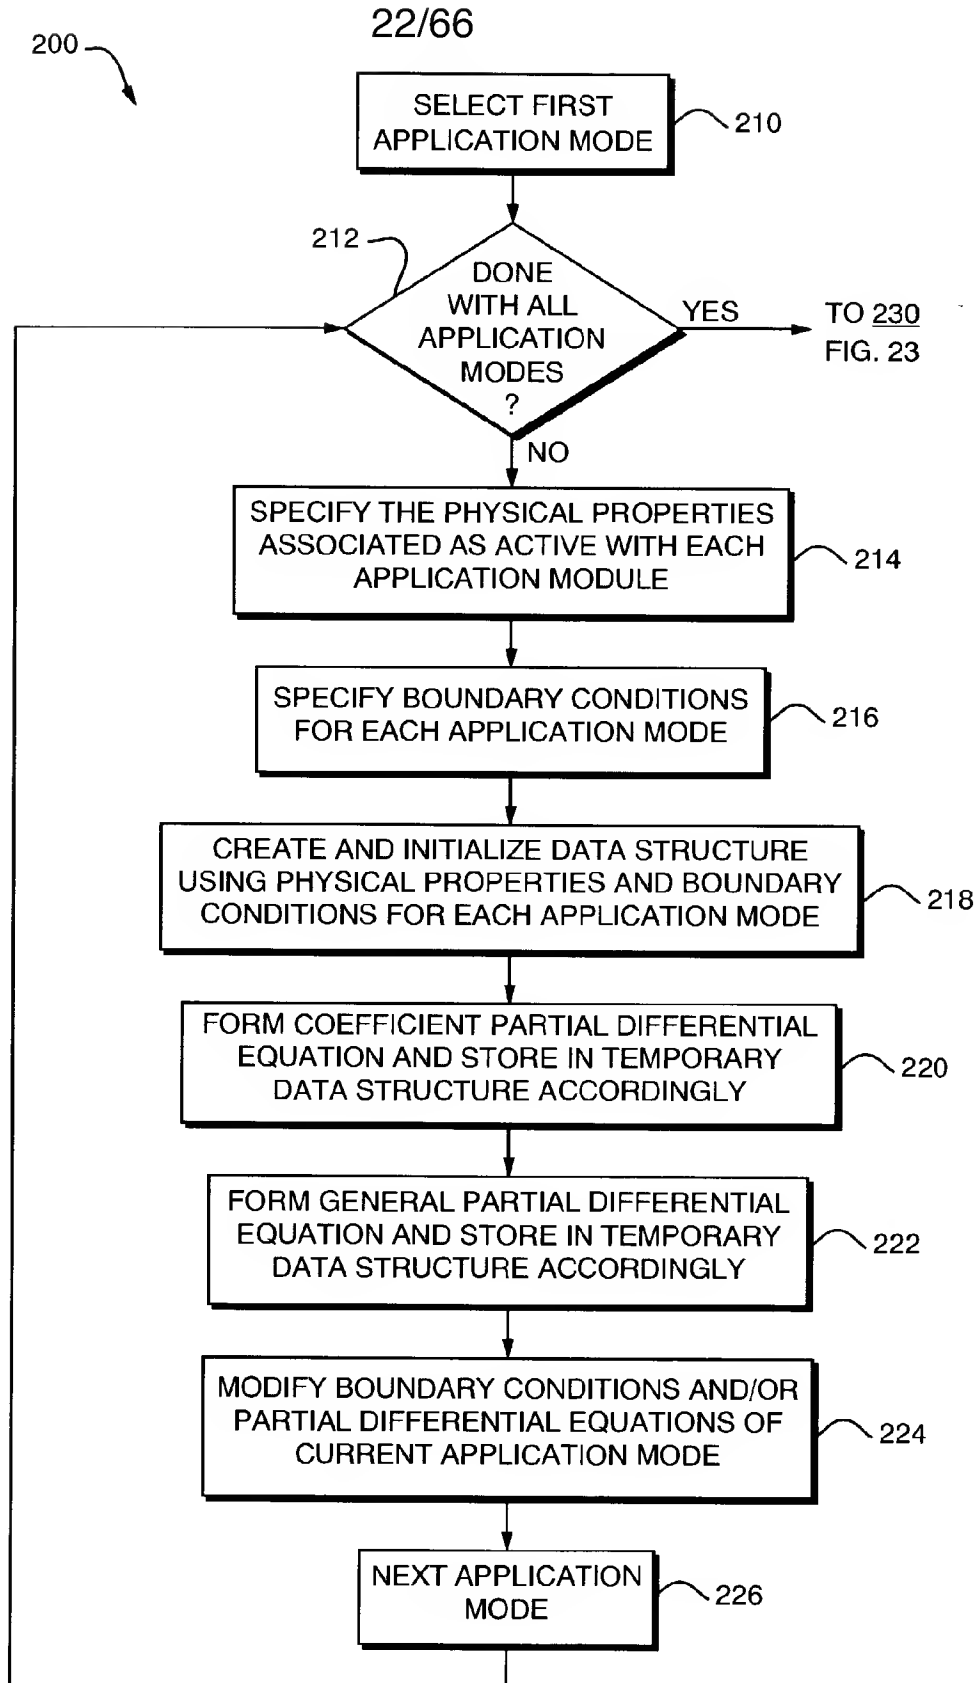 22/66
200
SELECT FIRST
APPLICATION MODE
210
212
DONE
WITH ALL
APPLICATION
MODES
?
YES
TO 230
FIG. 23
NO
SPECIFY THE PHYSICAL PROPERTIES
ASSOCIATED AS ACTIVE WITH EACH
APPLICATION MODULE
214
SPECIFY BOUNDARY CONDITIONS
FOR EACH APPLICATION MODE
216
CREATE AND INITIALIZE DATA STRUCTURE
USING PHYSICAL PROPERTIES AND BOUNDARY
CONDITIONS FOR EACH APPLICATION MODE
218
FORM COEFFICIENT PARTIAL DIFFERENTIAL
EQUATION AND STORE IN TEMPORARY
DATA STRUCTURE ACCORDINGLY
220
FORM GENERAL PARTIAL DIFFERENTIAL
EQUATION AND STORE IN TEMPORARY
DATA STRUCTURE ACCORDINGLY
222
MODIFY BOUNDARY CONDITIONS AND/OR
PARTIAL DIFFERENTIAL EQUATIONS OF
CURRENT APPLICATION MODE
224
NEXT APPLICATION
MODE
226